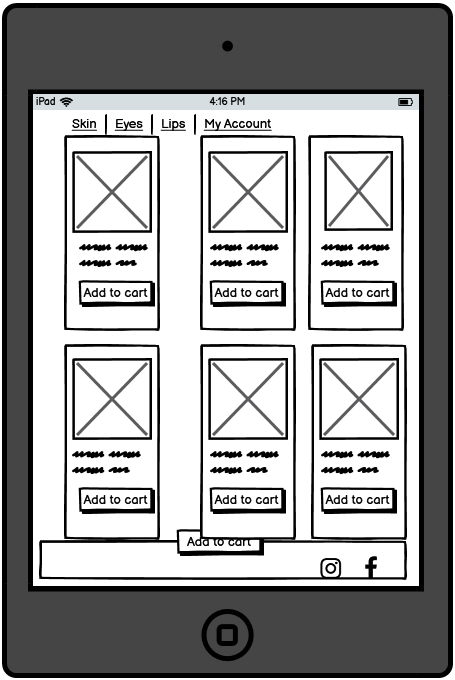 iPad 4:16 PM
Skin Eyes Lips My Account
Add to cart Add to cart Add to cart
Add to cart Add to cart Add to cart
Add to cart